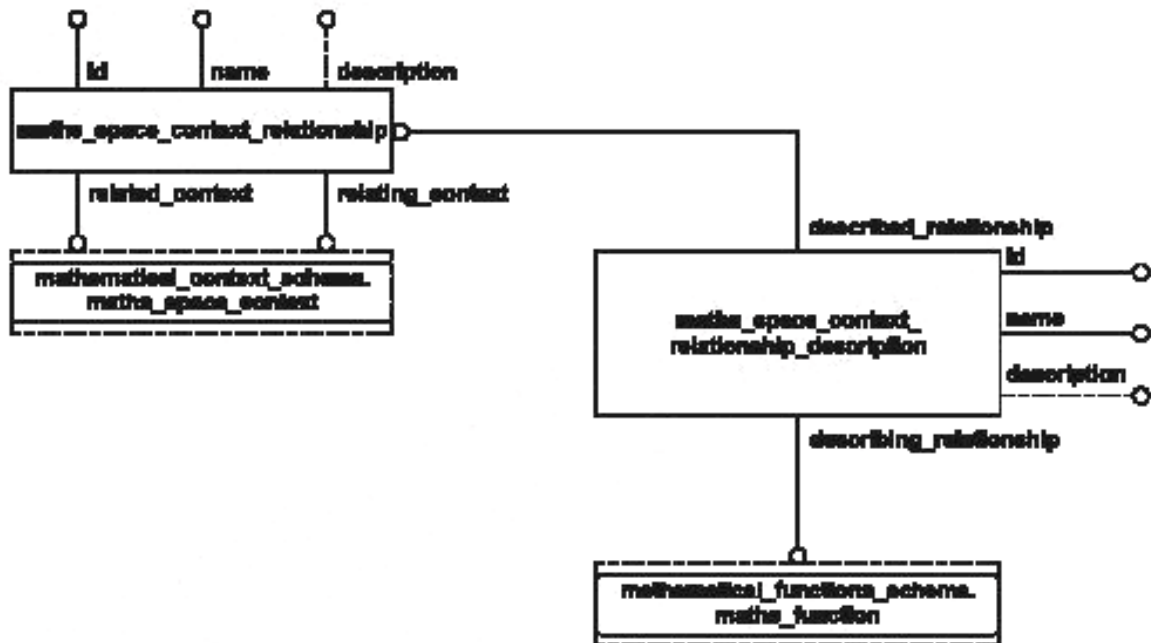 id
name
description
maths_space_context_relationship
related_context
relating_context
mathematical_context_schema.
maths_space_context
described_relationship
id
maths_space_context_
relationship_description
name
description
describing_relationship
mathematical_functions_schema.
maths_function